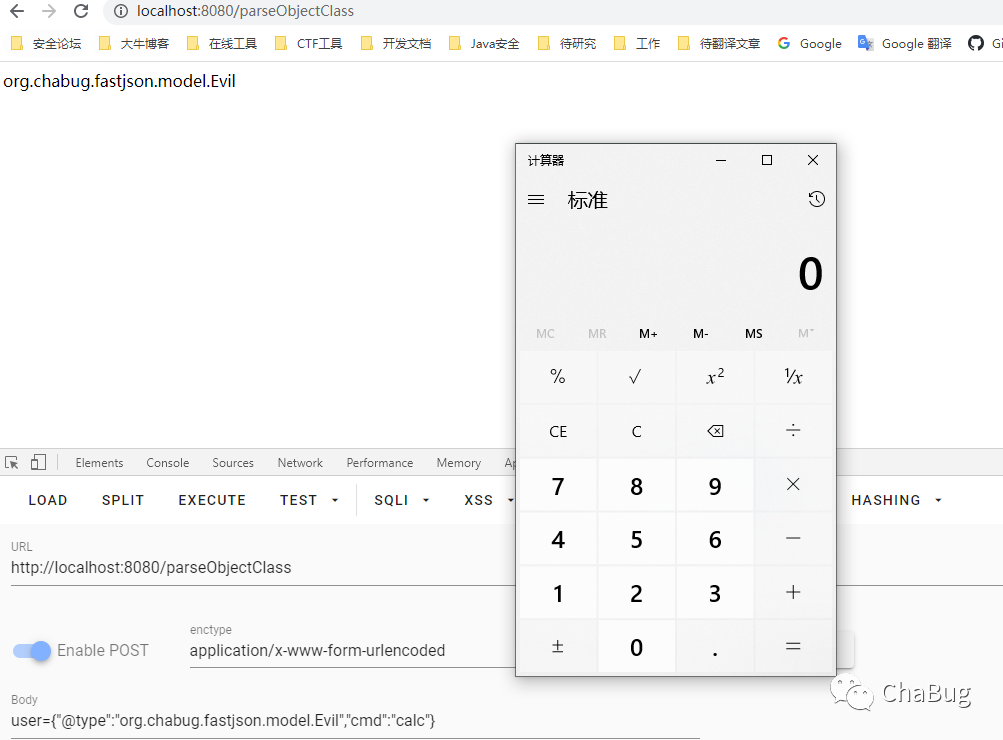 localhost:8080/parseObjectClass
安全论坛 大牛博客 在线工具 CTF工具 开发文档 Java安全 待研究 工作 待翻译文章 Google Google 翻译
org.chabug.fastjson.model.Evil
计算器
标准
0
MC MR M+ M- MS M˅
% √ x² ¹/x
CE C ÷
7 8 9 ×
4 5 6 −
1 2 3 +
± 0 . =
Elements Console Sources Network Performance Memory
LOAD SPLIT EXECUTE TEST SQLI XSS HASHING
URL
http://localhost:8080/parseObjectClass
Enable POST
enctype
application/x-www-form-urlencoded
Body
user={"@type":"org.chabug.fastjson.model.Evil","cmd":"calc"}
ChaBug